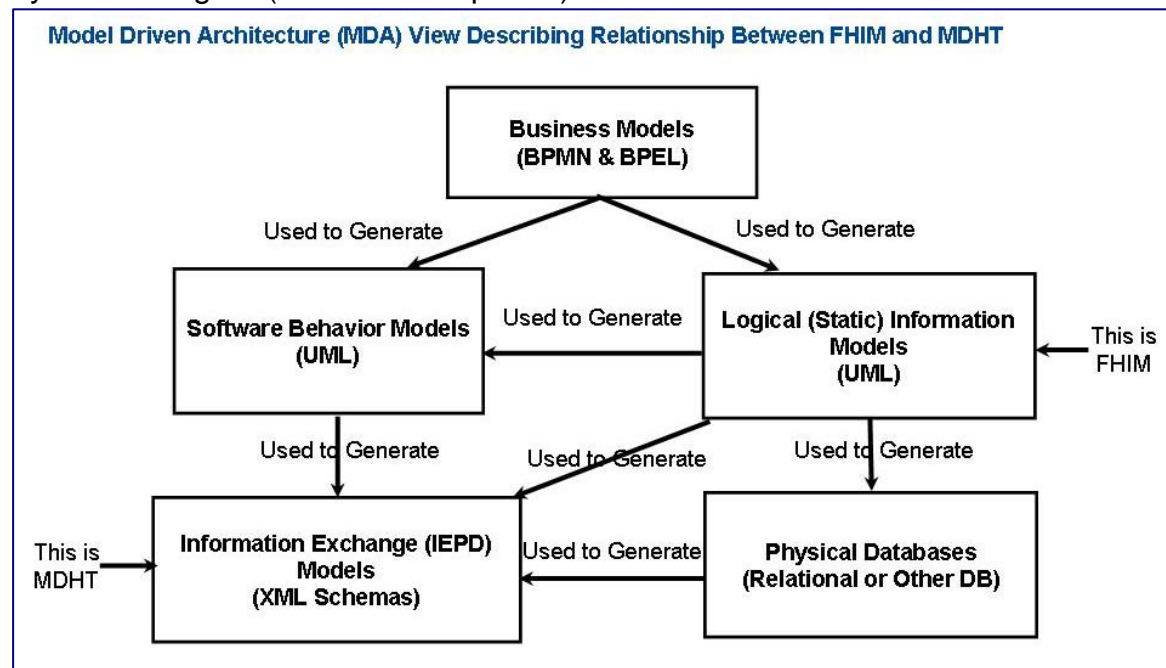 Model Driven Architecture (MDA) View Describing Relationship Between FHIM and MDHT
Business Models
(BPMN & BPEL)
Used to Generate
Used to Generate
Software Behavior Models
(UML)
Used to Generate
Logical (Static) Information
Models
(UML)
This is
FHIM
Used to Generate
Used to Generate
Used to Generate
This is
MDHT
Information Exchange (IEPD)
Models
(XML Schemas)
Used to Generate
Physical Databases
(Relational or Other DB)